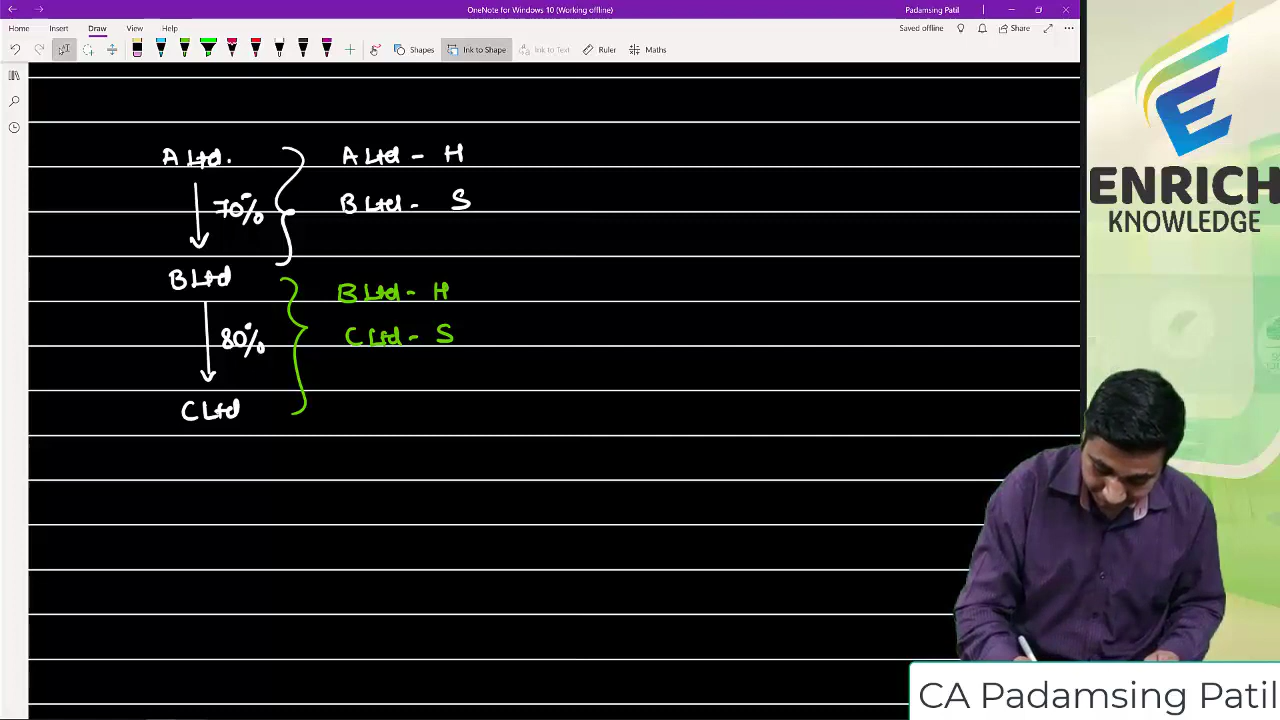 OneNote for Windows 10 (Working offline)
Padamsing Patil
Home Insert Draw View Help
Saved offline Share
Shapes Ink to Shape Ink to Text Ruler Maths
A Ltd.
70%
B Ltd
80%
C Ltd
A Ltd - H
B Ltd - S
B Ltd - H
C Ltd - S
ENRICH
KNOWLEDGE
CA Padamsing Patil